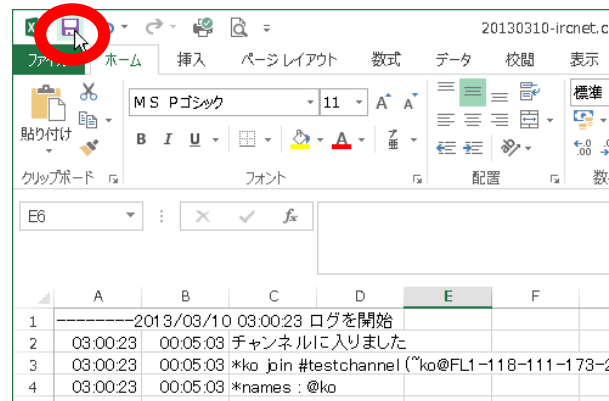 20130310-ircnet.c
ファイル ホーム 挿入 ページ レイアウト 数式 データ 校閲 表示
ＭＳ Ｐゴシック 11 A A 標準
貼り付け B I U A ア亜 .00
クリップボード フォント 配置 数
E6 fx
A B C D E F
1 --------2013/03/10 03:00:23 ログを開始
2 03:00:23 00:05:03 チャンネルに入りました
3 03:00:23 00:05:03 *ko join #testchannel (~ko@FL1-118-111-173-2
4 03:00:23 00:05:03 *names : @ko